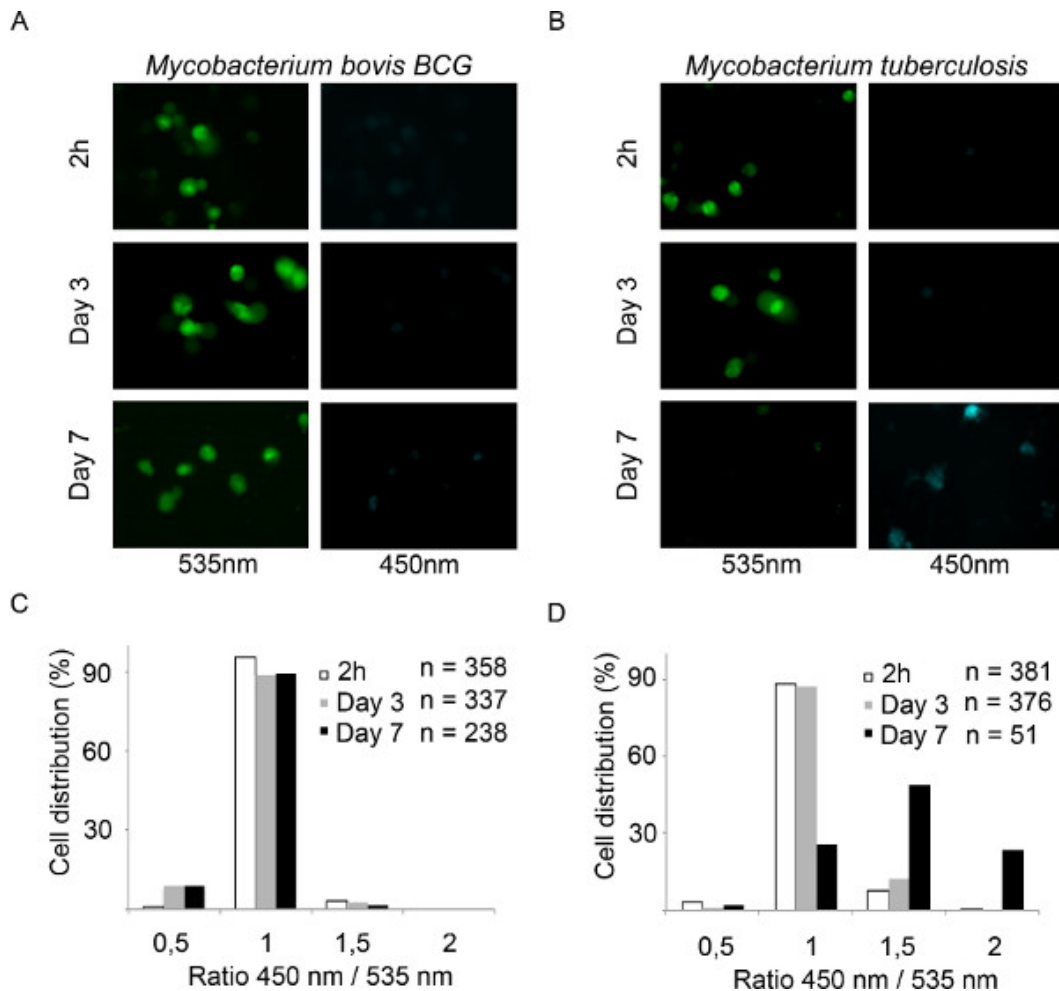 A
Mycobacterium bovis BCG
2h
Day 3
Day 7
535nm 450nm
B
Mycobacterium tuberculosis
2h
Day 3
Day 7
535nm 450nm
C
Cell distribution (%)
90
60
30
2h n = 358
Day 3 n = 337
Day 7 n = 238
0,5 1 1,5 2
Ratio 450 nm / 535 nm
D
Cell distribution (%)
90
60
30
2h n = 381
Day 3 n = 376
Day 7 n = 51
0,5 1 1,5 2
Ratio 450 nm / 535 nm